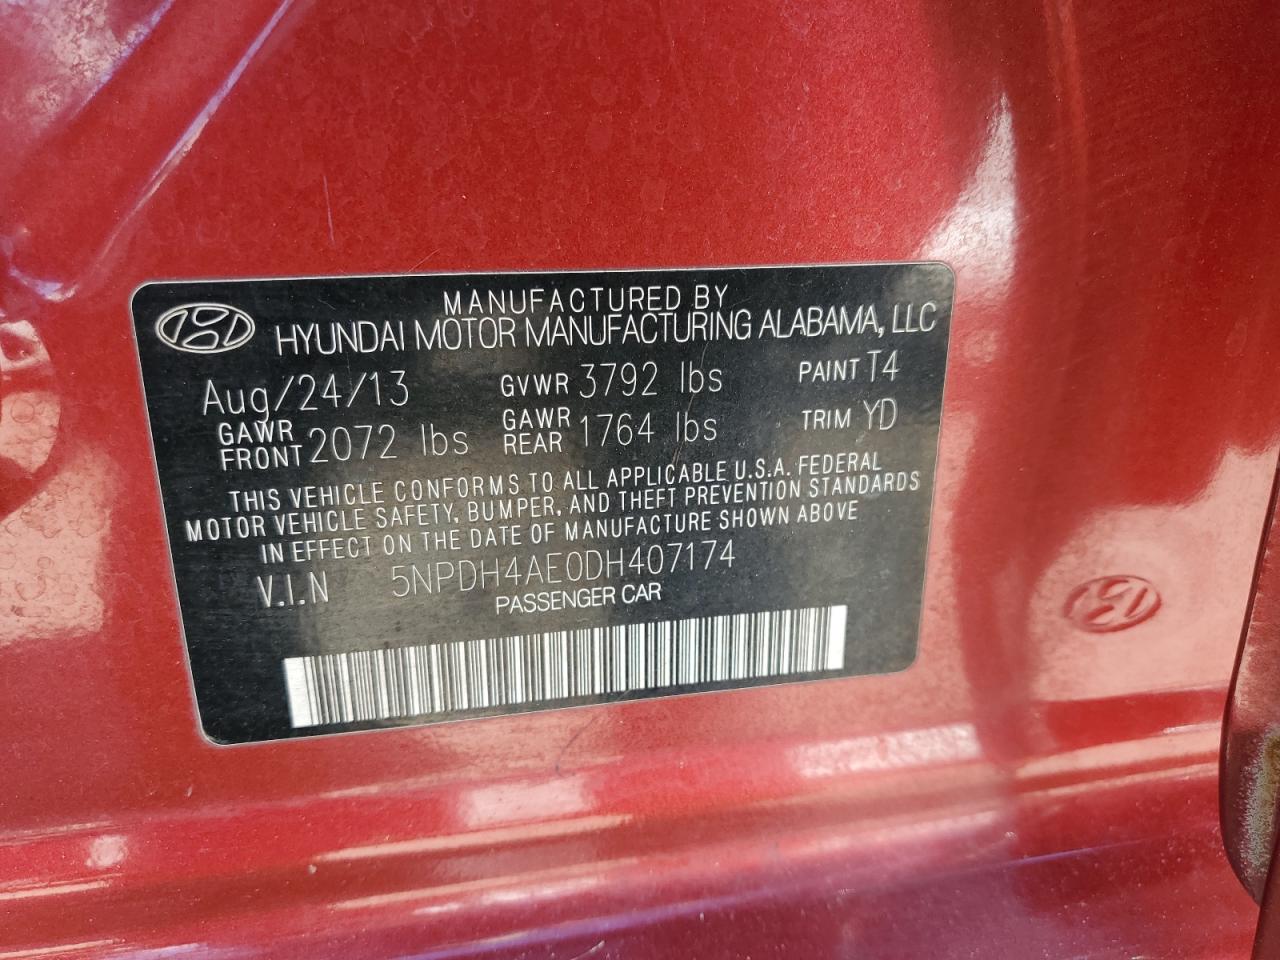 MANUFACTURED BY
HYUNDAI MOTOR MANUFACTURING ALABAMA, LLC
Aug/24/13 GVWR 3792 lbs PAINT T4
GAWR FRONT 2072 lbs GAWR REAR 1764 lbs TRIM YD
THIS VEHICLE CONFORMS TO ALL APPLICABLE U.S.A. FEDERAL
MOTOR VEHICLE SAFETY, BUMPER, AND THEFT PREVENTION STANDARDS
IN EFFECT ON THE DATE OF MANUFACTURE SHOWN ABOVE
V.I.N 5NPDH4AE0DH407174
PASSENGER CAR